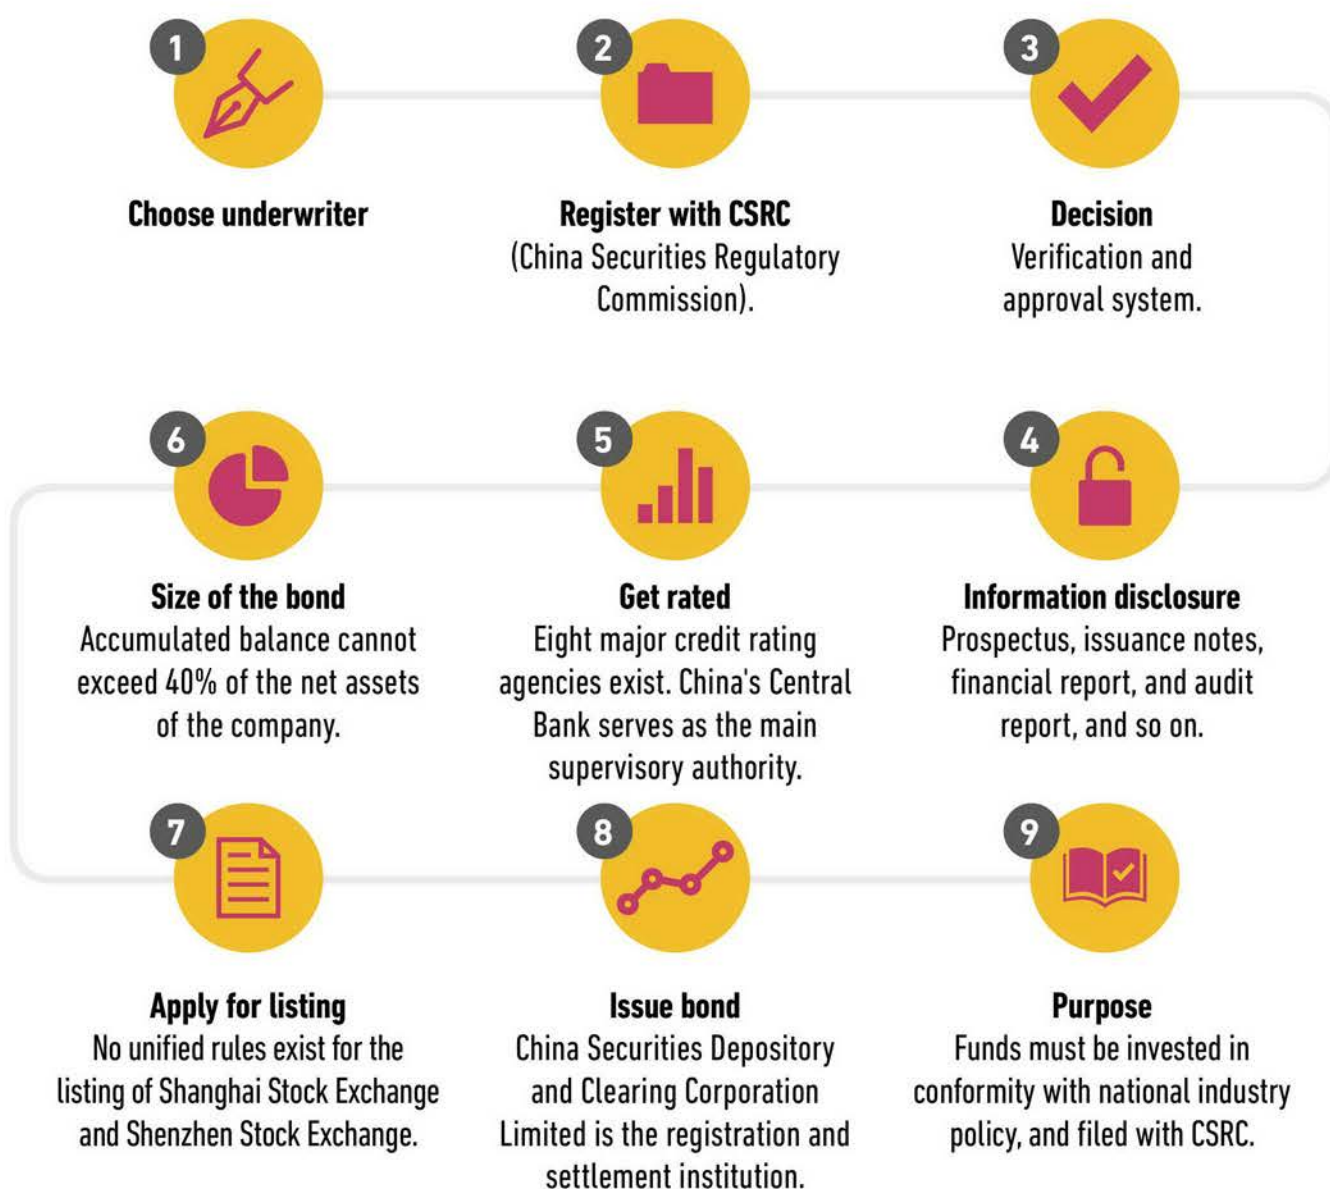 1
Choose underwriter
2
Register with CSRC
(China Securities Regulatory
Commission).
3
Decision
Verification and
approval system.
4
Information disclosure
Prospectus, issuance notes,
financial report, and audit
report, and so on.
5
Get rated
Eight major credit rating
agencies exist. China's Central
Bank serves as the main
supervisory authority.
6
Size of the bond
Accumulated balance cannot
exceed 40% of the net assets
of the company.
7
Apply for listing
No unified rules exist for the
listing of Shanghai Stock Exchange
and Shenzhen Stock Exchange.
8
Issue bond
China Securities Depository
and Clearing Corporation
Limited is the registration and
settlement institution.
9
Purpose
Funds must be invested in
conformity with national industry
policy, and filed with CSRC.